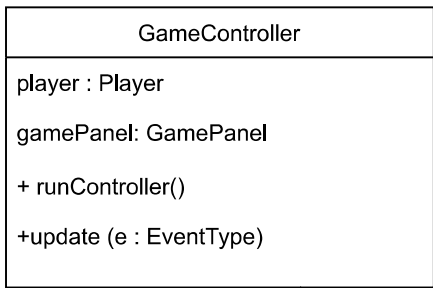 GameController
player : Player
gamePanel: GamePanel
+ runController()
+update (e : EventType)